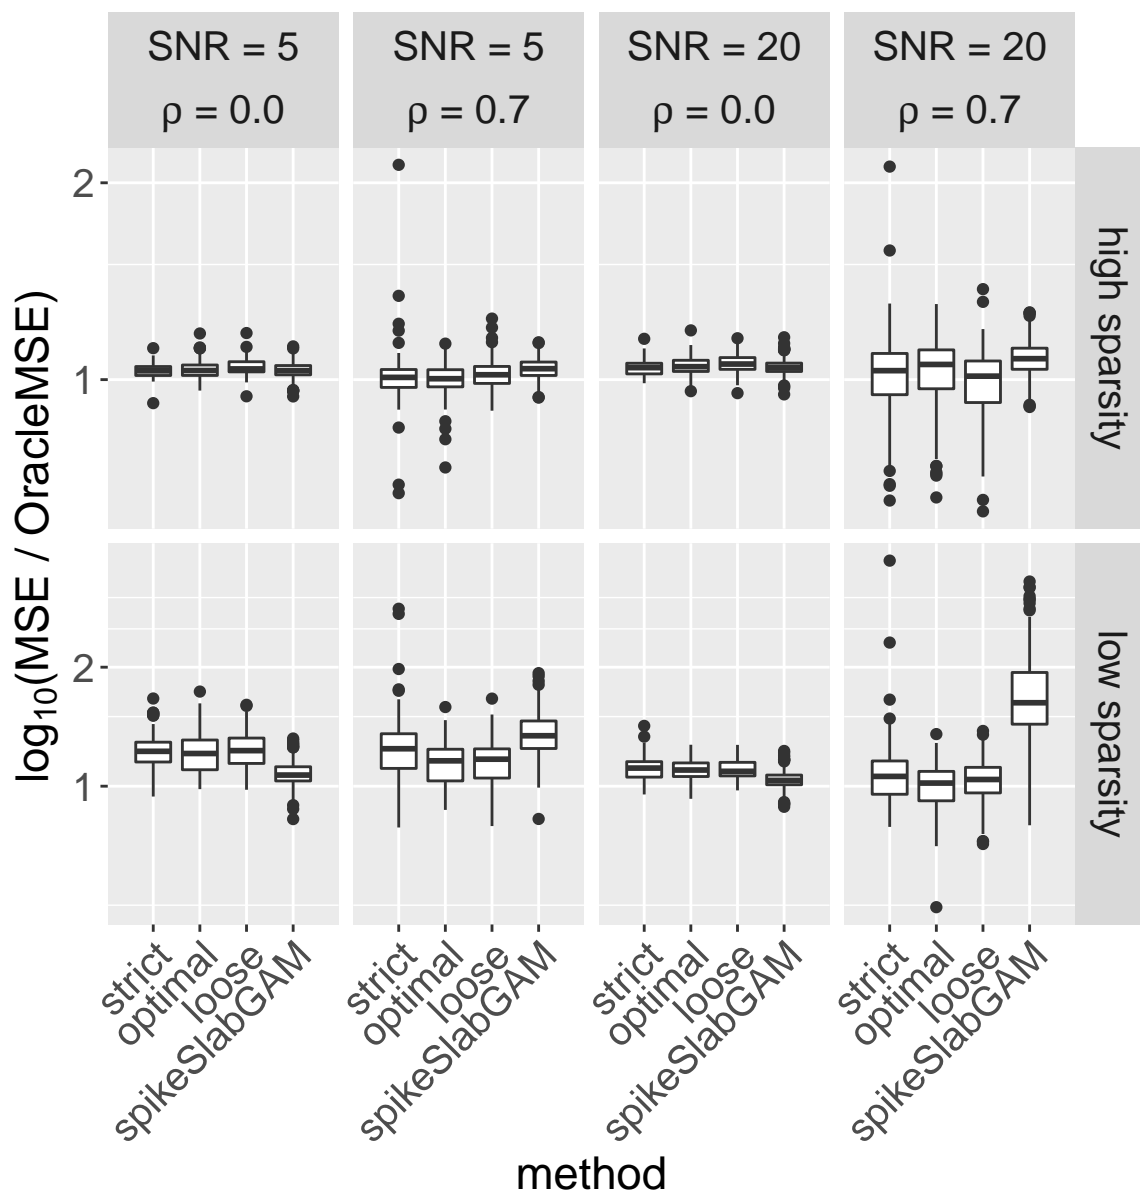 SNR = 5 SNR = 5 SNR = 20 SNR = 20
ρ = 0.0 ρ = 0.7 ρ = 0.0 ρ = 0.7
log₁₀(MSE / OracleMSE)
2
1
high sparsity
2
1
low sparsity
strict optimal loose spikeSlabGAM strict optimal loose spikeSlabGAM strict optimal loose spikeSlabGAM strict optimal loose spikeSlabGAM
method